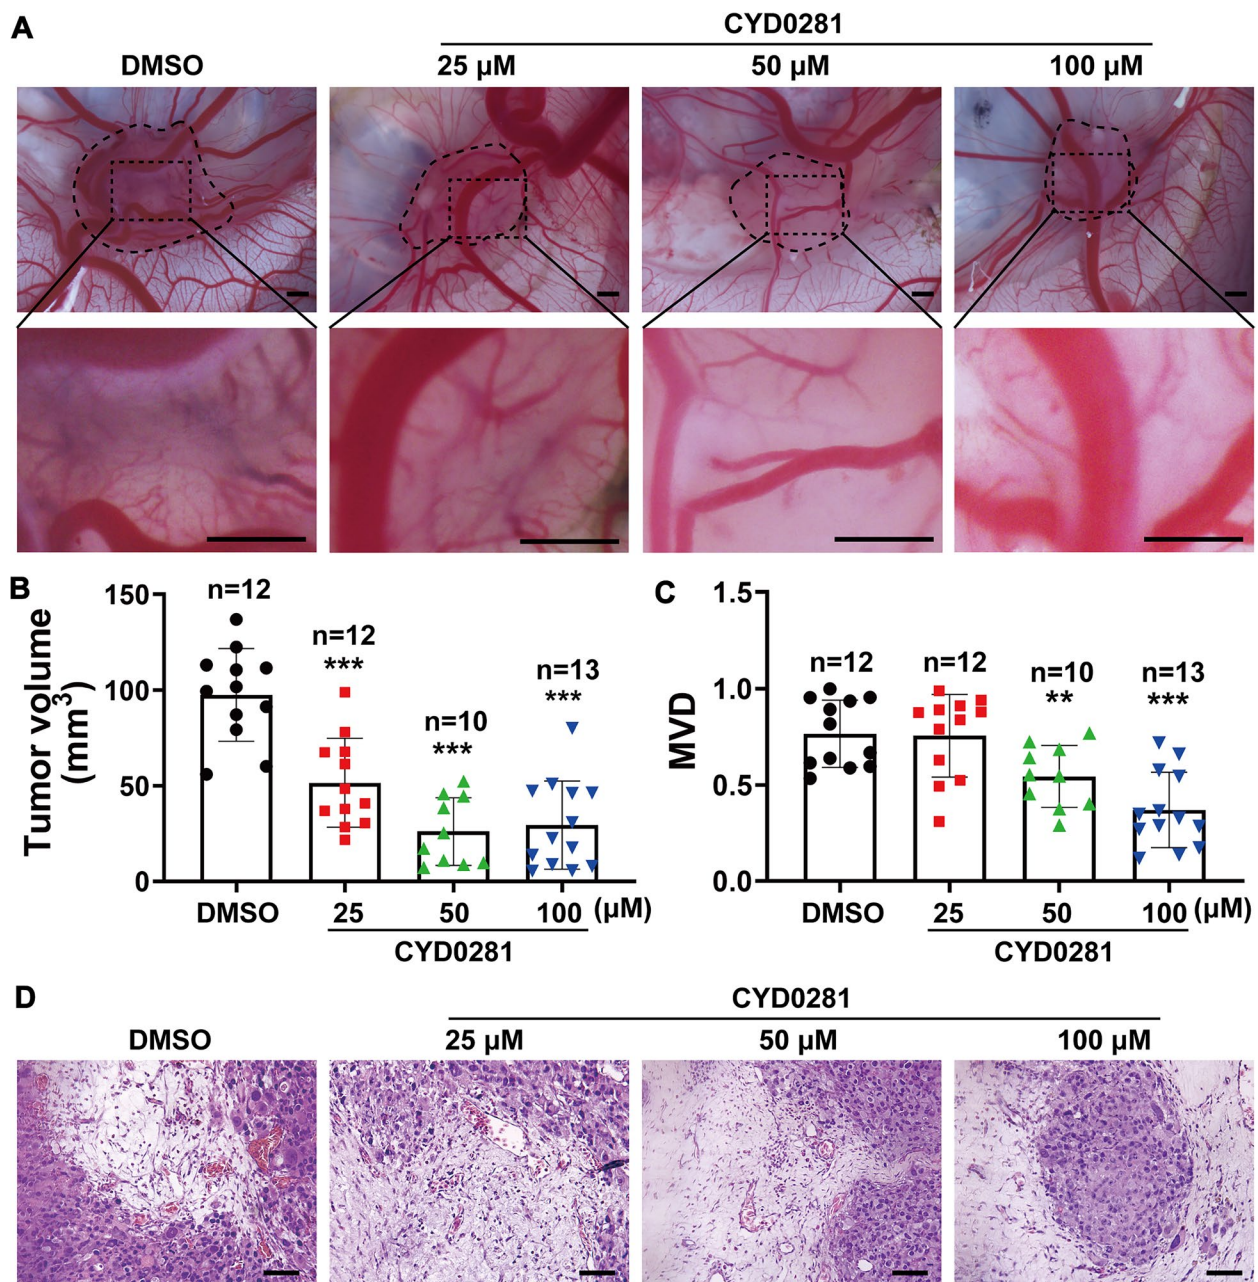 A
CYD0281
DMSO
25 μM
50 μM
100 μM
B
Tumor volume
(mm3)
150
100
50
0
n=12
n=12
***
n=10
***
n=13
***
DMSO
25
50
100
(μM)
CYD0281
C
MVD
1.5
1.0
0.5
0.0
n=12
n=12
n=10
**
n=13
***
DMSO
25
50
100
(μM)
CYD0281
D
CYD0281
DMSO
25 μM
50 μM
100 μM